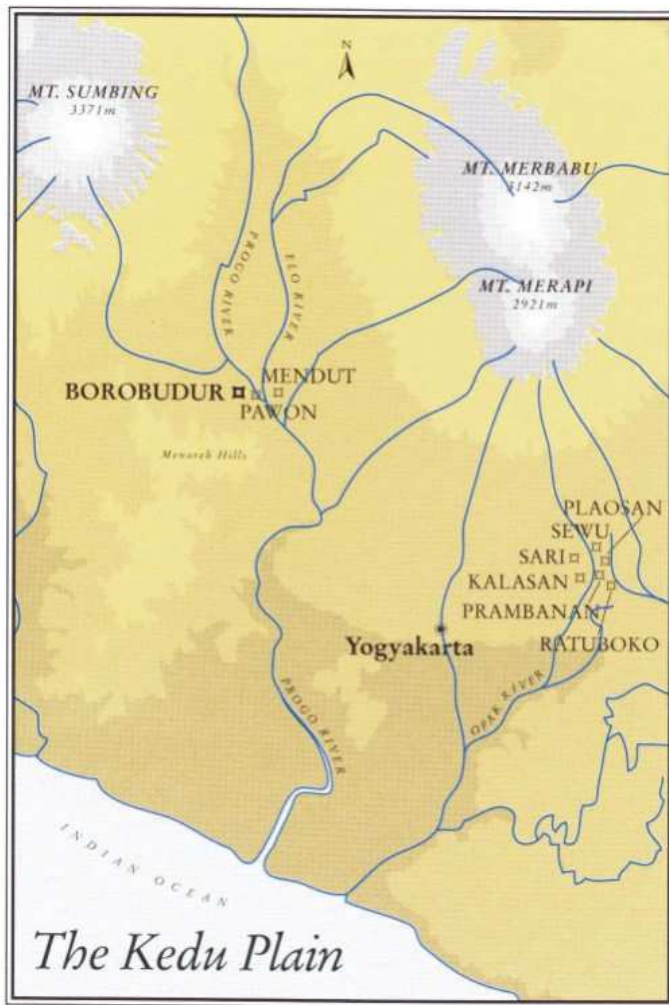 N
MT. SUMBING
3371m
MT. MERBABU
3142m
PROGO RIVER
ELO RIVER
MT. MERAPI
2921m
BOROBUDUR
MENDUT
PAWON
Menoreh Hills
PLAOSAN
SEWU
SARI
KALASAN
PRAMBANAN
RATUBOKO
Yogyakarta
PROGO RIVER
OPAK RIVER
INDIAN OCEAN
The Kedu Plain